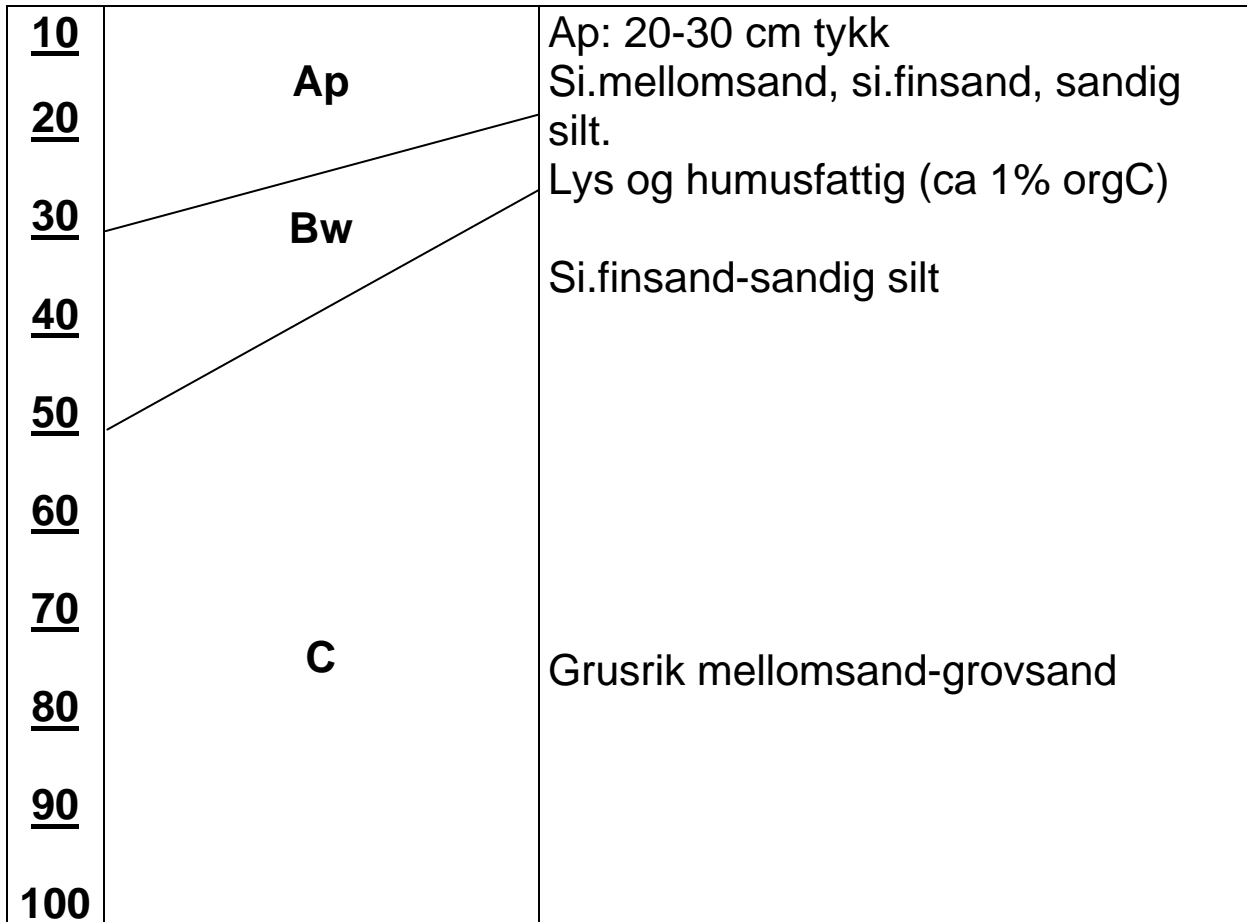 10
20
30
40
50
60
70
80
90
100
Ap
Bw
C
Ap: 20-30 cm tykk
Si.mellomsand, si.finsand, sandig
silt.
Lys og humusfattig (ca 1% orgC)
Si.finsand-sandig silt
Grusrik mellomsand-grovsand